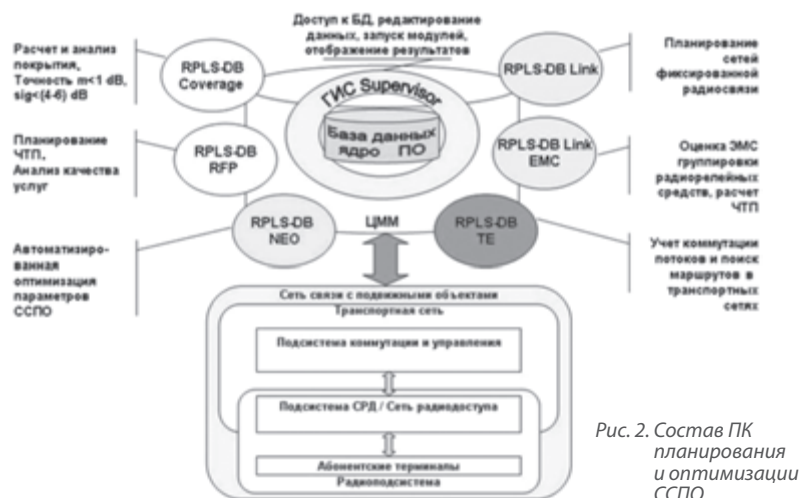 Доступ к БД, редактирование
данных, запуск модулей,
отображение результатов
Расчет и анализ
покрытия,
Точность m<1 dB,
sig<(4-6) dB
RPLS-DB
Coverage
Планирование
ЧТП,
Анализ качества
услуг
RPLS-DB
RFP
Автоматизиро-
ванная
оптимизация
параметров
ССПО
RPLS-DB
NEO
ГИС Supervisor
База данных
ядро ПО
ЦММ
RPLS-DB Link
Планирование
сетей
фиксированной
радиосвязи
RPLS-DB Link
EMC
Оценка ЭМС
группировки
радиорелейных
средств, расчет
ЧТП
RPLS-DB
TE
Учет коммутации
потоков и поиск
маршрутов в
транспортных
сетях
Сеть связи с подвижными объектами
Транспортная сеть
Подсистема коммутации и управления
Подсистема СРД / Сеть радиодоступа
Абонентские терминалы
Радиоподсистема
Рис. 2. Состав ПК
планирования
и оптимизации
ССПО